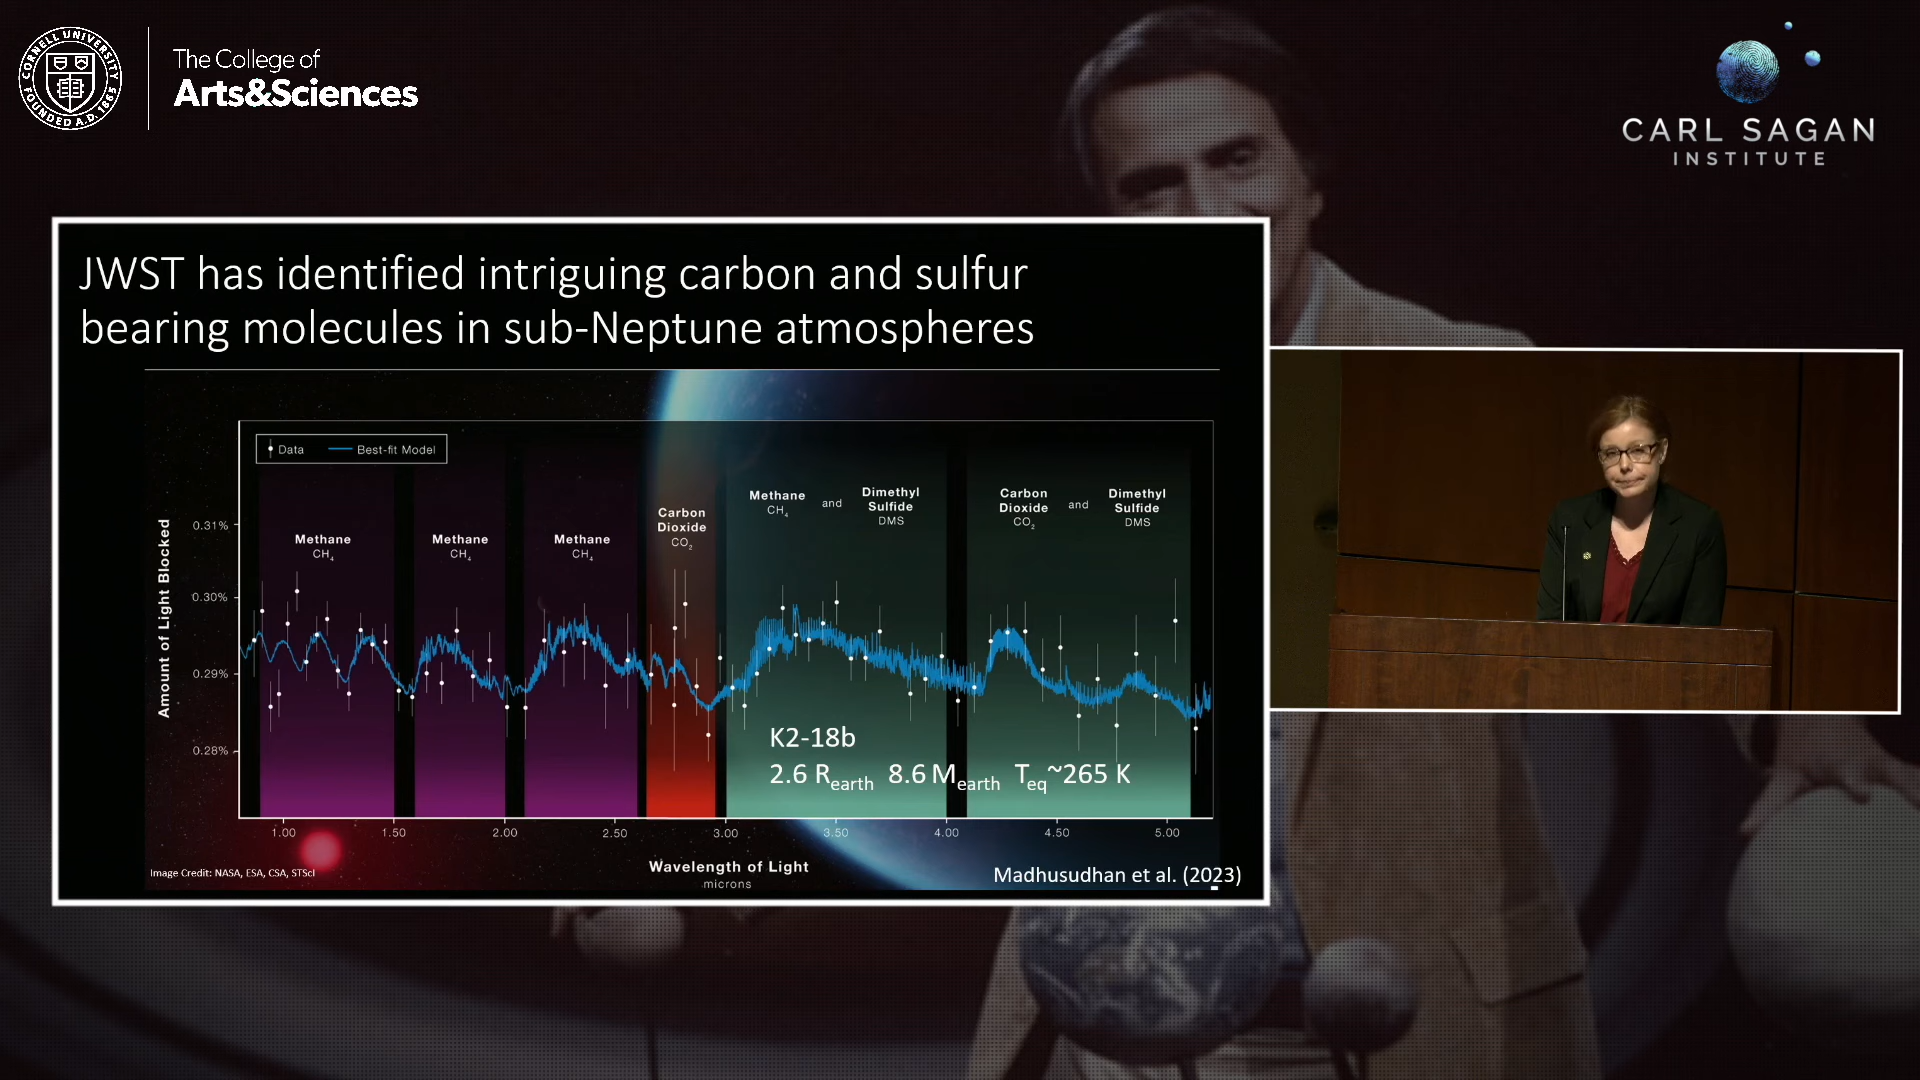 CORNELL UNIVERSITY
FOUNDED A.D. 1865
The College of
Arts&Sciences
CARL SAGAN
INSTITUTE
JWST has identified intriguing carbon and sulfur
bearing molecules in sub-Neptune atmospheres
Data
Best-fit Model
Amount of Light Blocked
0.31%
0.30%
0.29%
0.28%
Methane
CH4
Methane
CH4
Methane
CH4
Carbon
Dioxide
CO2
Methane
CH4
and
Dimethyl
Sulfide
DMS
Carbon
Dioxide
CO2
and
Dimethyl
Sulfide
DMS
K2-18b
2.6 Rearth 8.6 Mearth Teq~265 K
1.00 1.50 2.00 2.50 3.00 3.50 4.00 4.50 5.00
Wavelength of Light
microns
Image Credit: NASA, ESA, CSA, STScI
Madhusudhan et al. (2023)